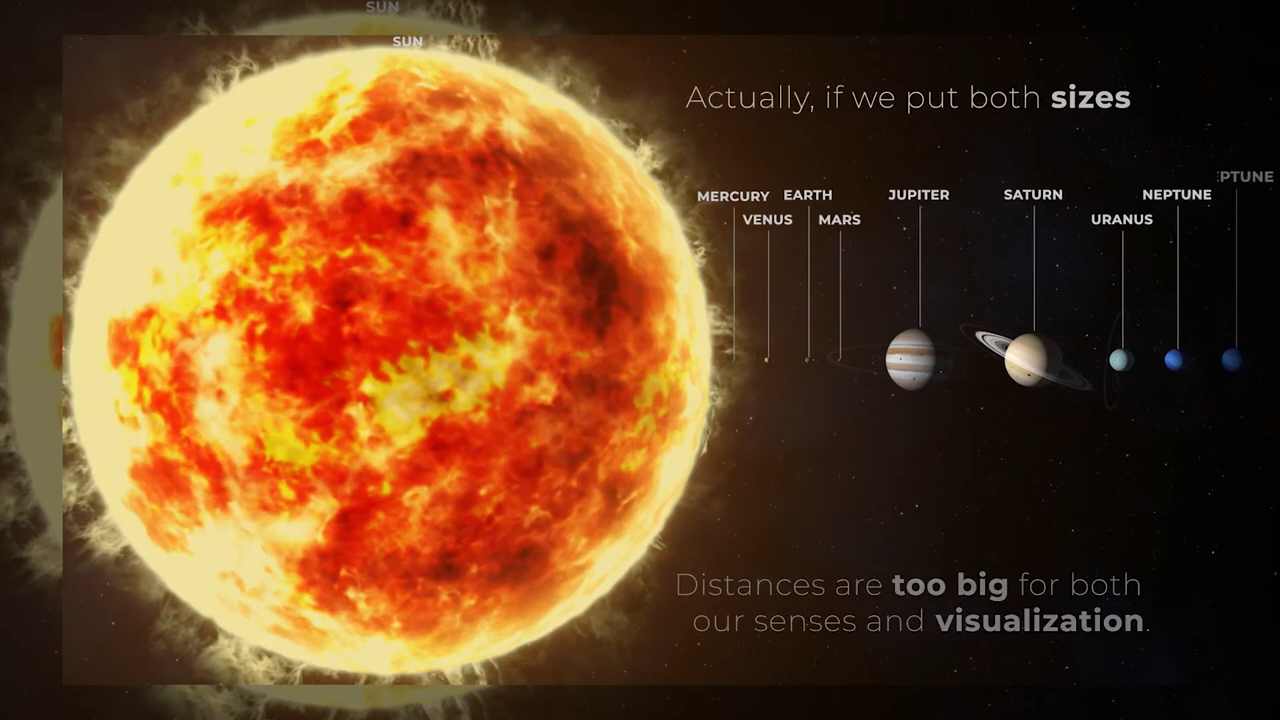 SUN
SUN
Actually, if we put both sizes
PTUNE
MERCURY EARTH JUPITER SATURN NEPTUNE
VENUS MARS URANUS
Distances are too big for both
our senses and visualization.